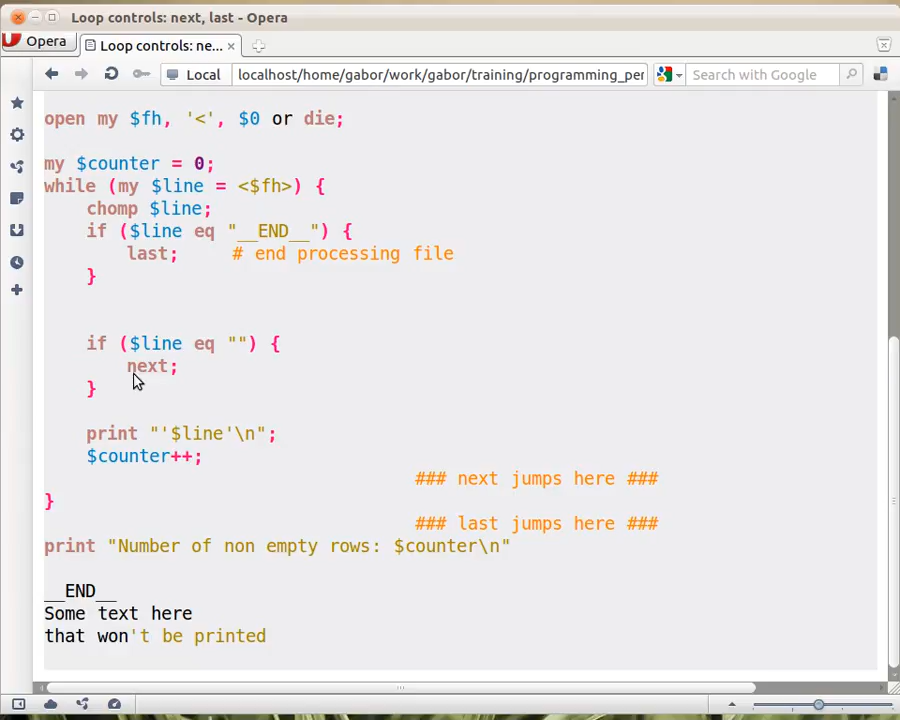 Loop controls: next, last - Opera
Opera
Loop controls: ne...
Local
localhost/home/gabor/work/gabor/training/programming_per
Search with Google
open my $fh, '<', $0 or die;
my $counter = 0;
while (my $line = <$fh>) {
    chomp $line;
    if ($line eq "__END__") {
        last;     # end processing file
    }
    if ($line eq "") {
        next;
    }
    print "'$line'\n";
    $counter++;
### next jumps here ###
}
### last jumps here ###
print "Number of non empty rows: $counter\n"
__END__
Some text here
that won't be printed